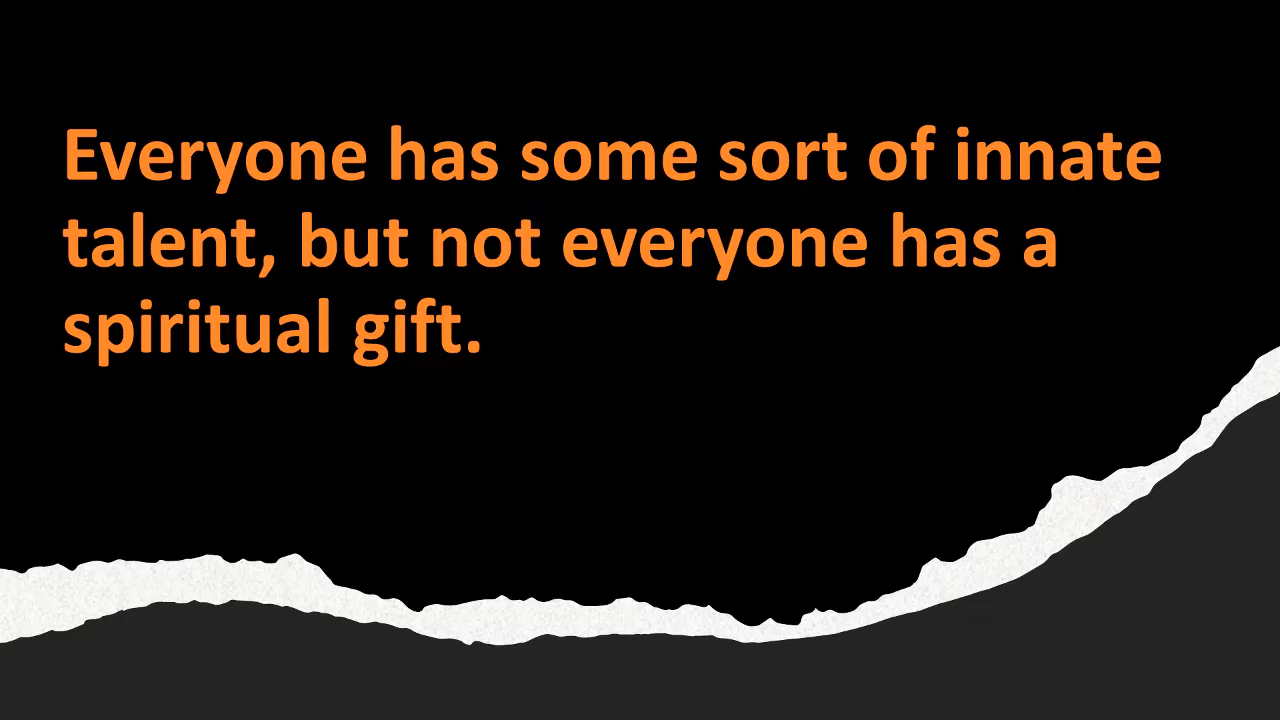 Everyone has some sort of innate
talent, but not everyone has a
spiritual gift.